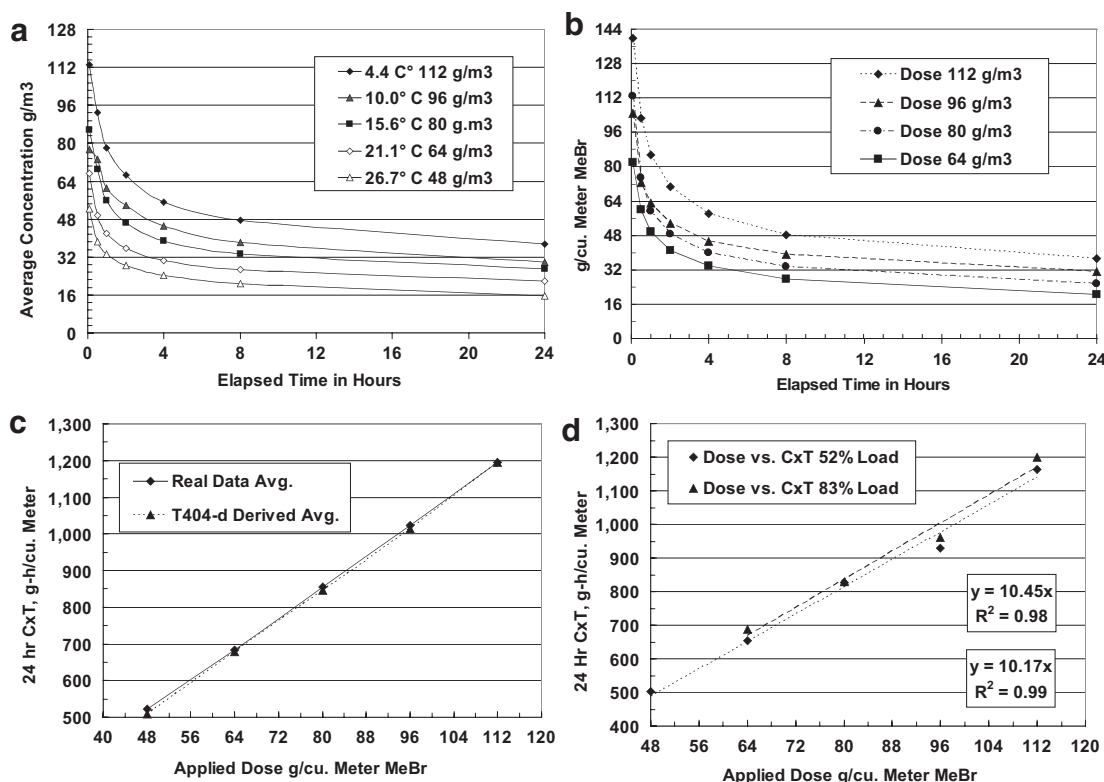 a
Average Concentration g/m3
128
112
96
80
64
48
32
16
0
4.4 C° 112 g/m3
10.0° C 96 g/m3
15.6° C 80 g.m3
21.1° C 64 g/m3
26.7° C 48 g/m3
0 4 8 12 16 20 24
Elapsed Time in Hours
b
g/cu. Meter MeBr
144
128
112
96
80
64
48
32
16
0
Dose 112 g/m3
Dose 96 g/m3
Dose 80 g/m3
Dose 64 g/m3
0 4 8 12 16 20 24
Elapsed Time in Hours
c
24 hr CxT, g-h/cu. Meter
1,300
1,200
1,100
1,000
900
800
700
600
500
Real Data Avg.
T404-d Derived Avg.
40 48 56 64 72 80 88 96 104 112 120
Applied Dose g/cu. Meter MeBr
d
24 Hr CxT, g-h/cu. Meter
1,300
1,200
1,100
1,000
900
800
700
600
500
400
Dose vs. CxT 52% Load
Dose vs. CxT 83% Load
y = 10.45x
R² = 0.98
y = 10.17x
R² = 0.99
48 56 64 72 80 88 96 104 112 120
Applied Dose g/cu. Meter MeBr